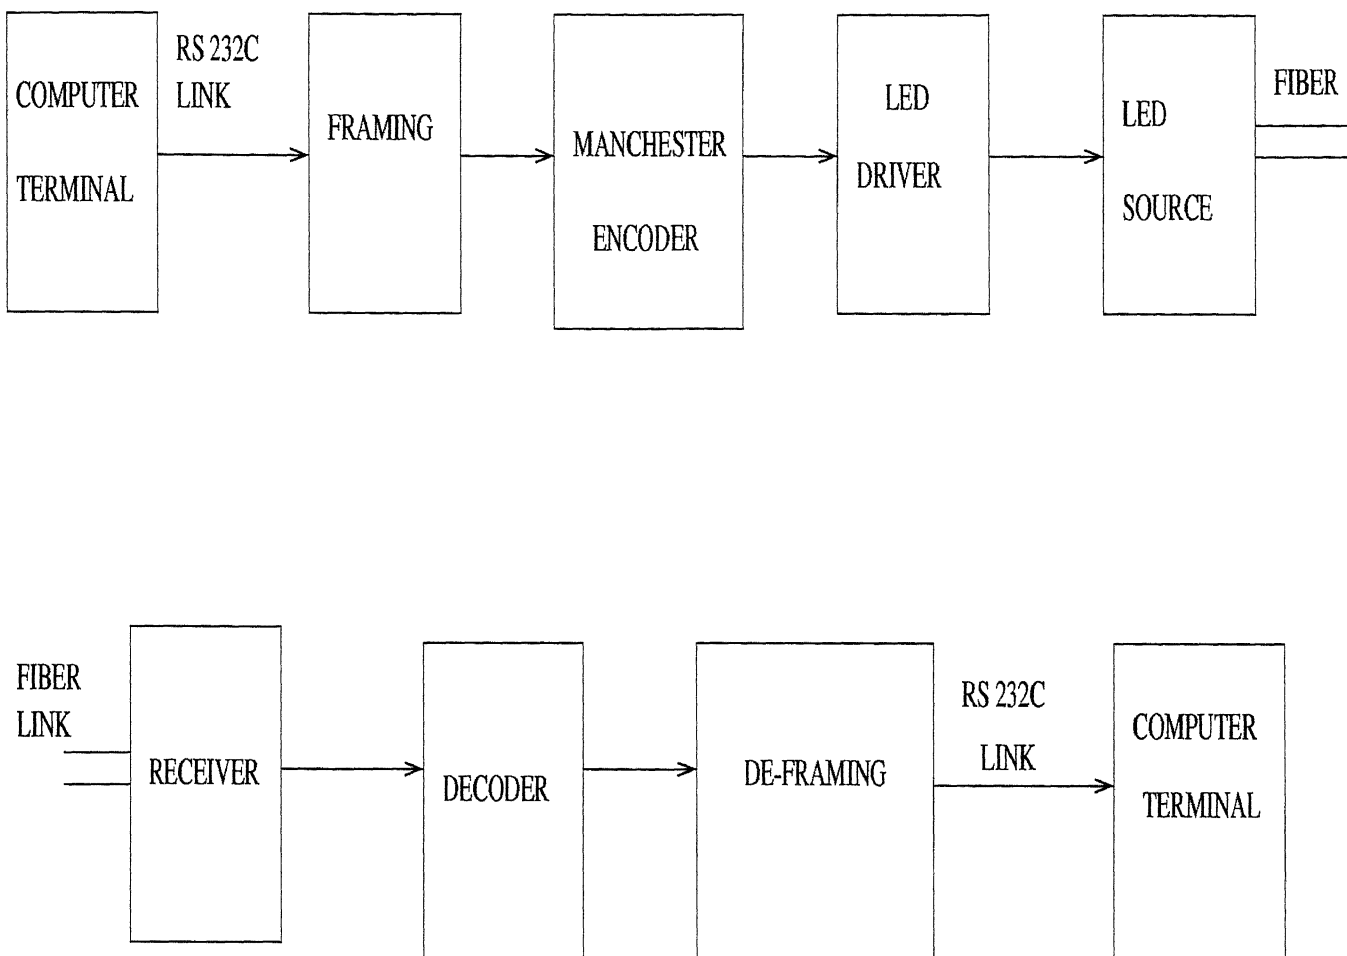 COMPUTER
TERMINAL
RS 232C
LINK
FRAMING
MANCHESTER
ENCODER
LED
DRIVER
LED
SOURCE
FIBER
FIBER
LINK
RECEIVER
DECODER
DE-FRAMING
RS 232C
LINK
COMPUTER
TERMINAL